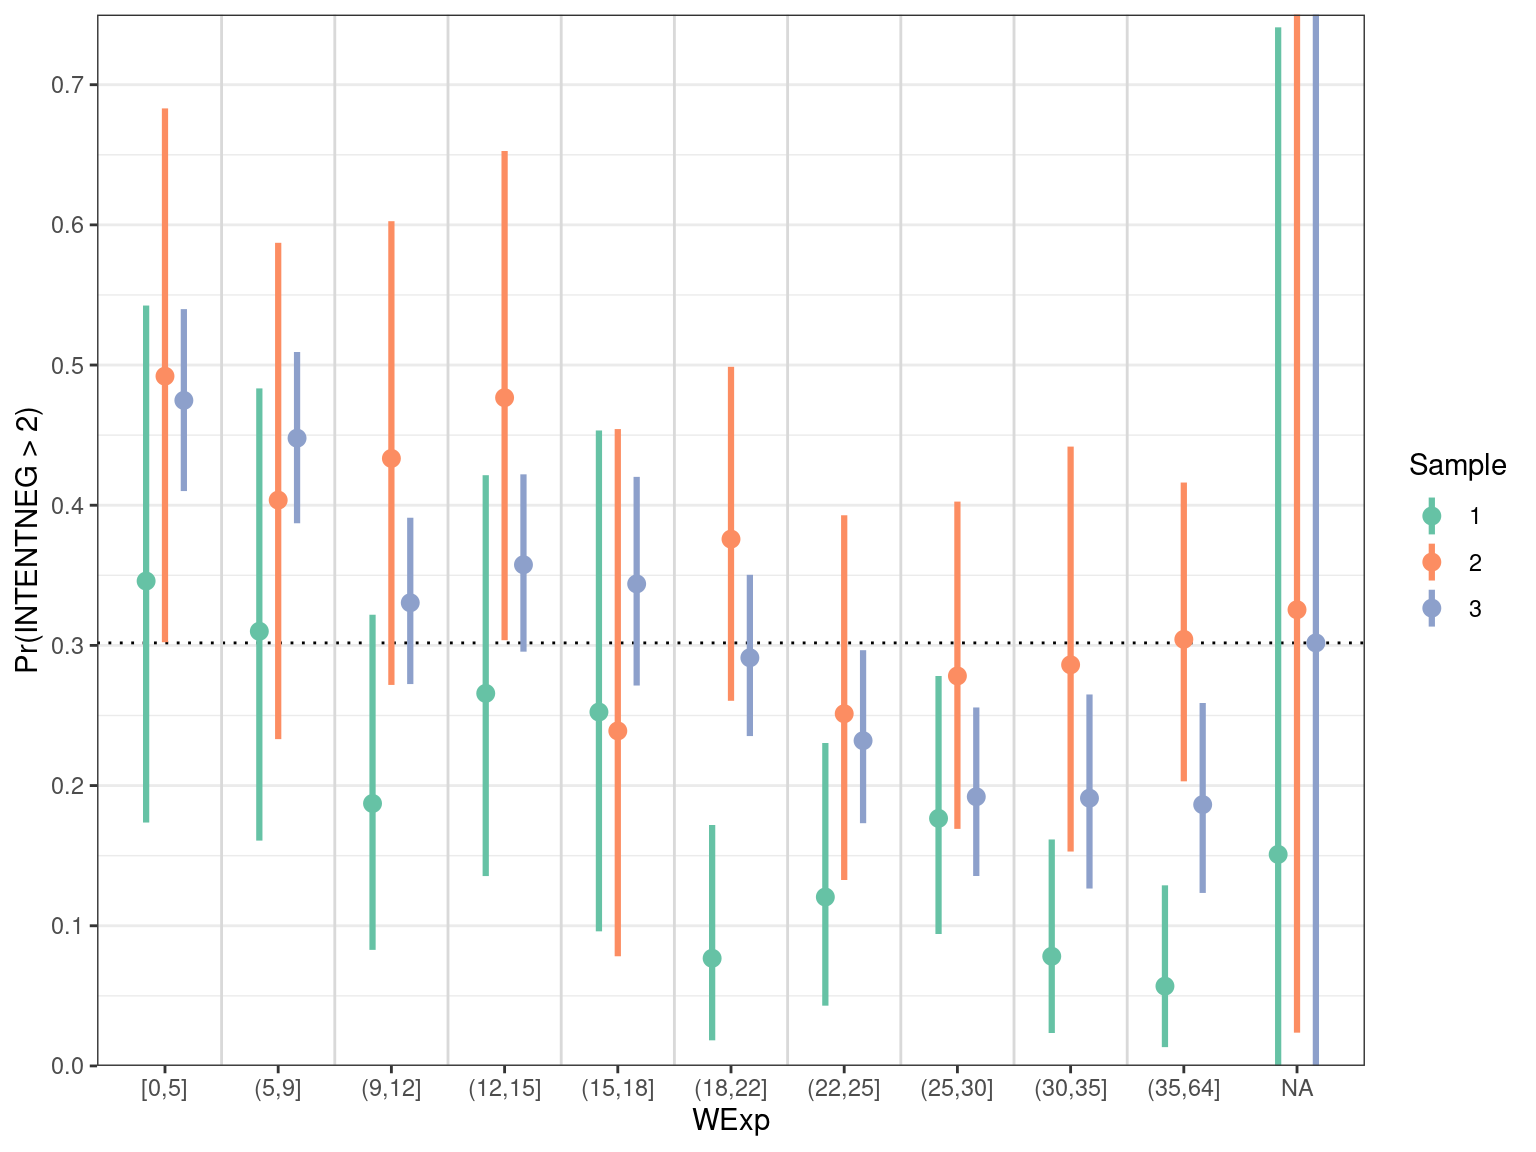 0.7
0.6
0.5
0.4
0.3
0.2
0.1
0.0
Pr(INTENTNEG > 2)
[0,5] (5,9] (9,12] (12,15] (15,18] (18,22] (22,25] (25,30] (30,35] (35,64] NA
WExp
Sample
1
2
3